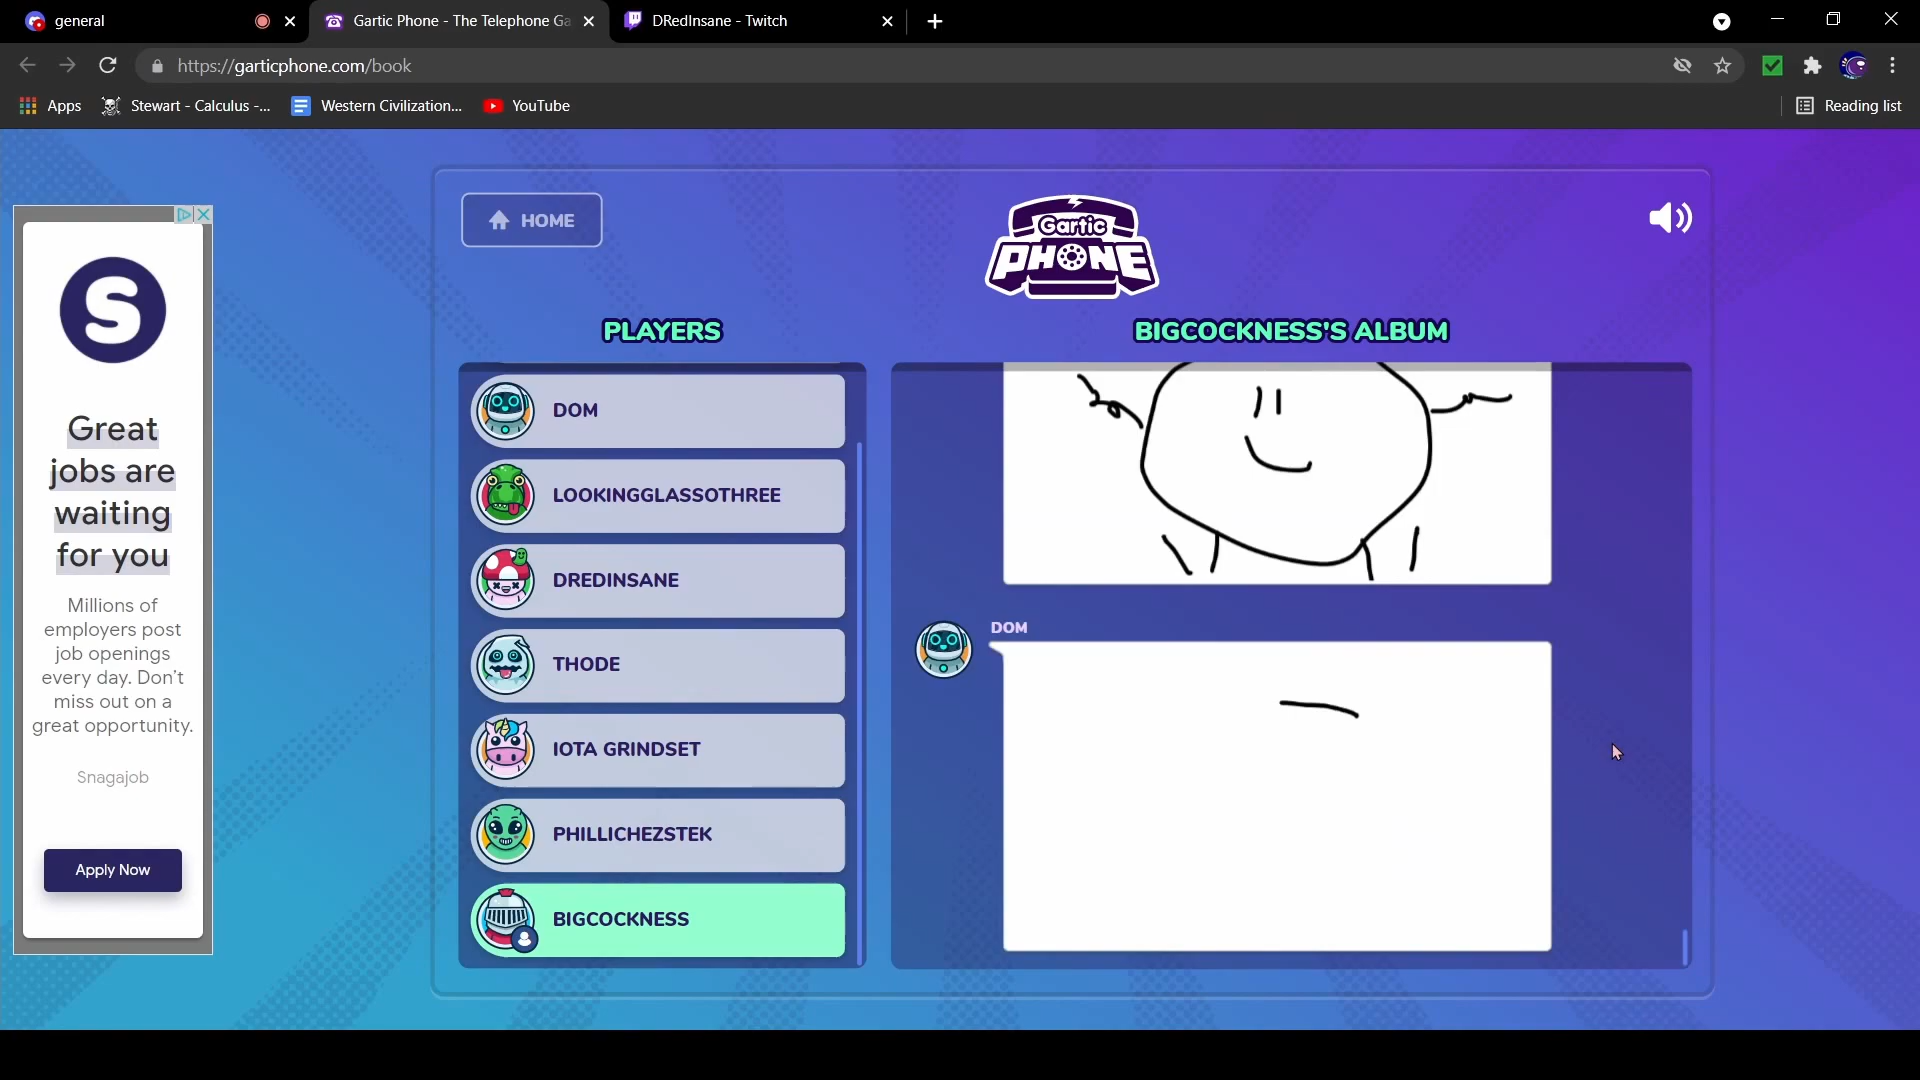 general
Gartic Phone - The Telephone Ga
DRedInsane - Twitch
https://garticphone.com/book
Apps
Stewart - Calculus -...
Western Civilization...
YouTube
Reading list
HOME
Gartic
PHONE
PLAYERS
BIGCOCKNESS'S ALBUM
DOM
LOOKINGGLASSOTHREE
DREDINSANE
THODE
IOTA GRINDSET
PHILLICHEZSTEK
BIGCOCKNESS
DOM
S
Great
jobs are
waiting
for you
Millions of
employers post
job openings
every day. Don't
miss out on a
great opportunity.
Snagajob
Apply Now